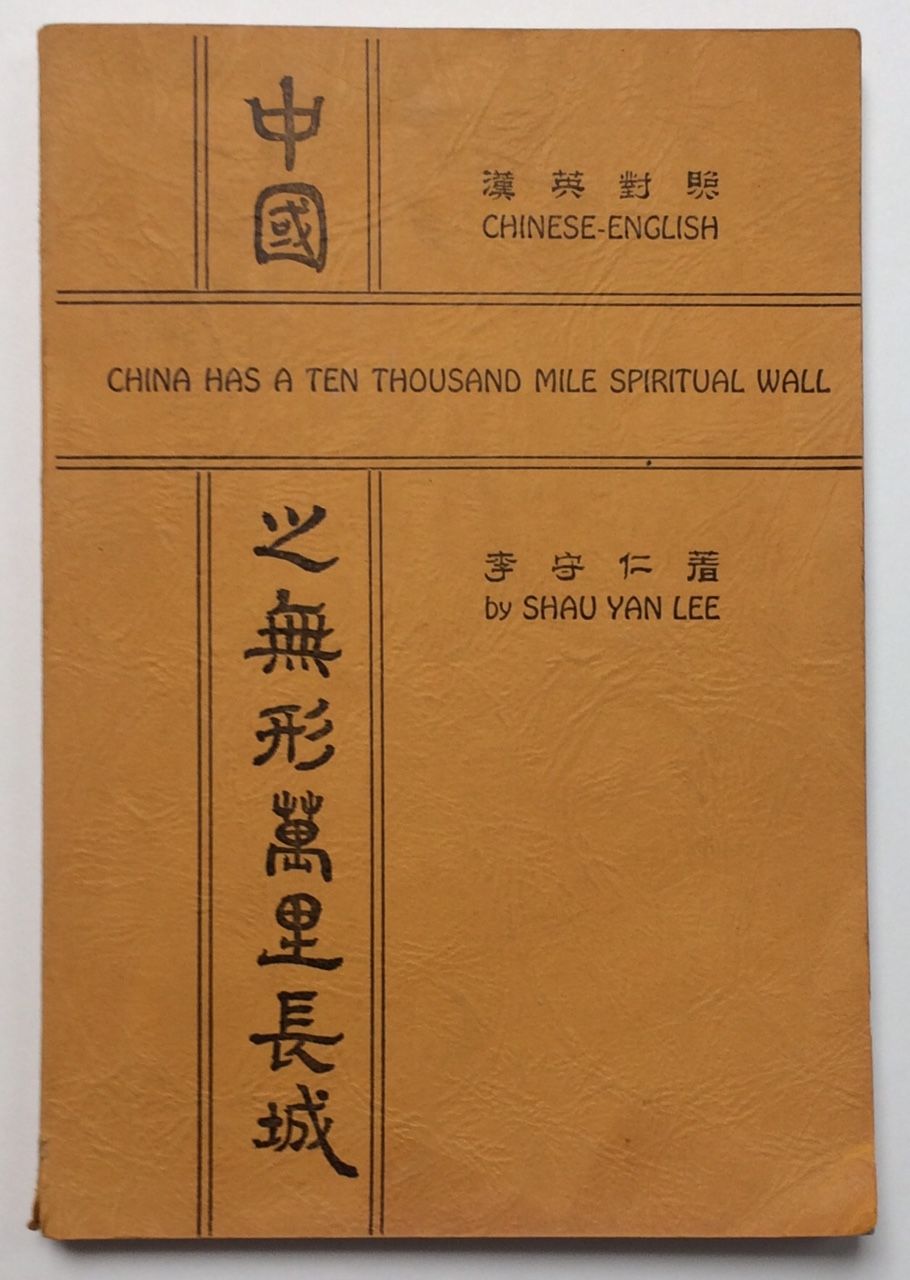 中國
漢英對照
CHINESE-ENGLISH
CHINA HAS A TEN THOUSAND MILE SPIRITUAL WALL
之無形萬里長城
李守仁著
by SHAU YAN LEE